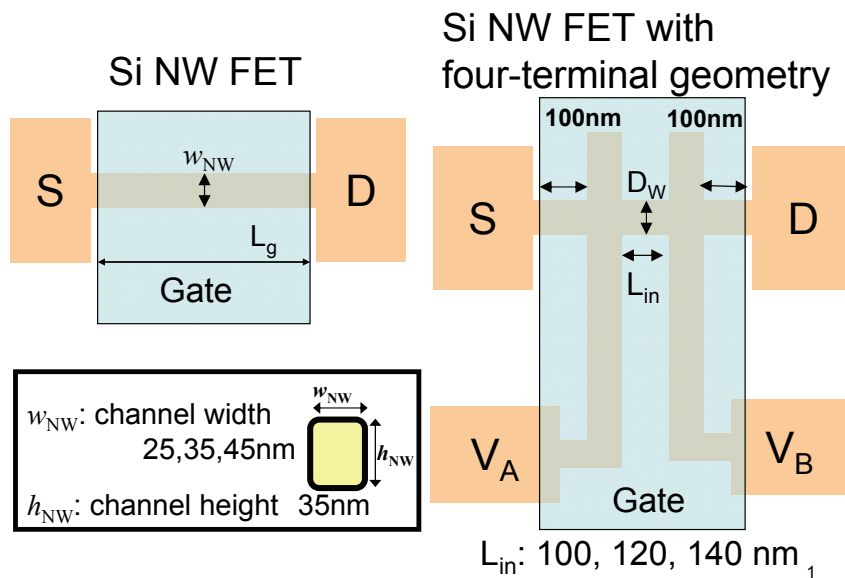 Si NW FET
S
w_NW
D
L_g
Gate
w_NW
w_NW: channel width
25,35,45nm
h_NW
h_NW: channel height 35nm
Si NW FET with
four-terminal geometry
100nm 100nm
D_W
S
D
L_in
V_A
V_B
Gate
L_in: 100, 120, 140 nm
1